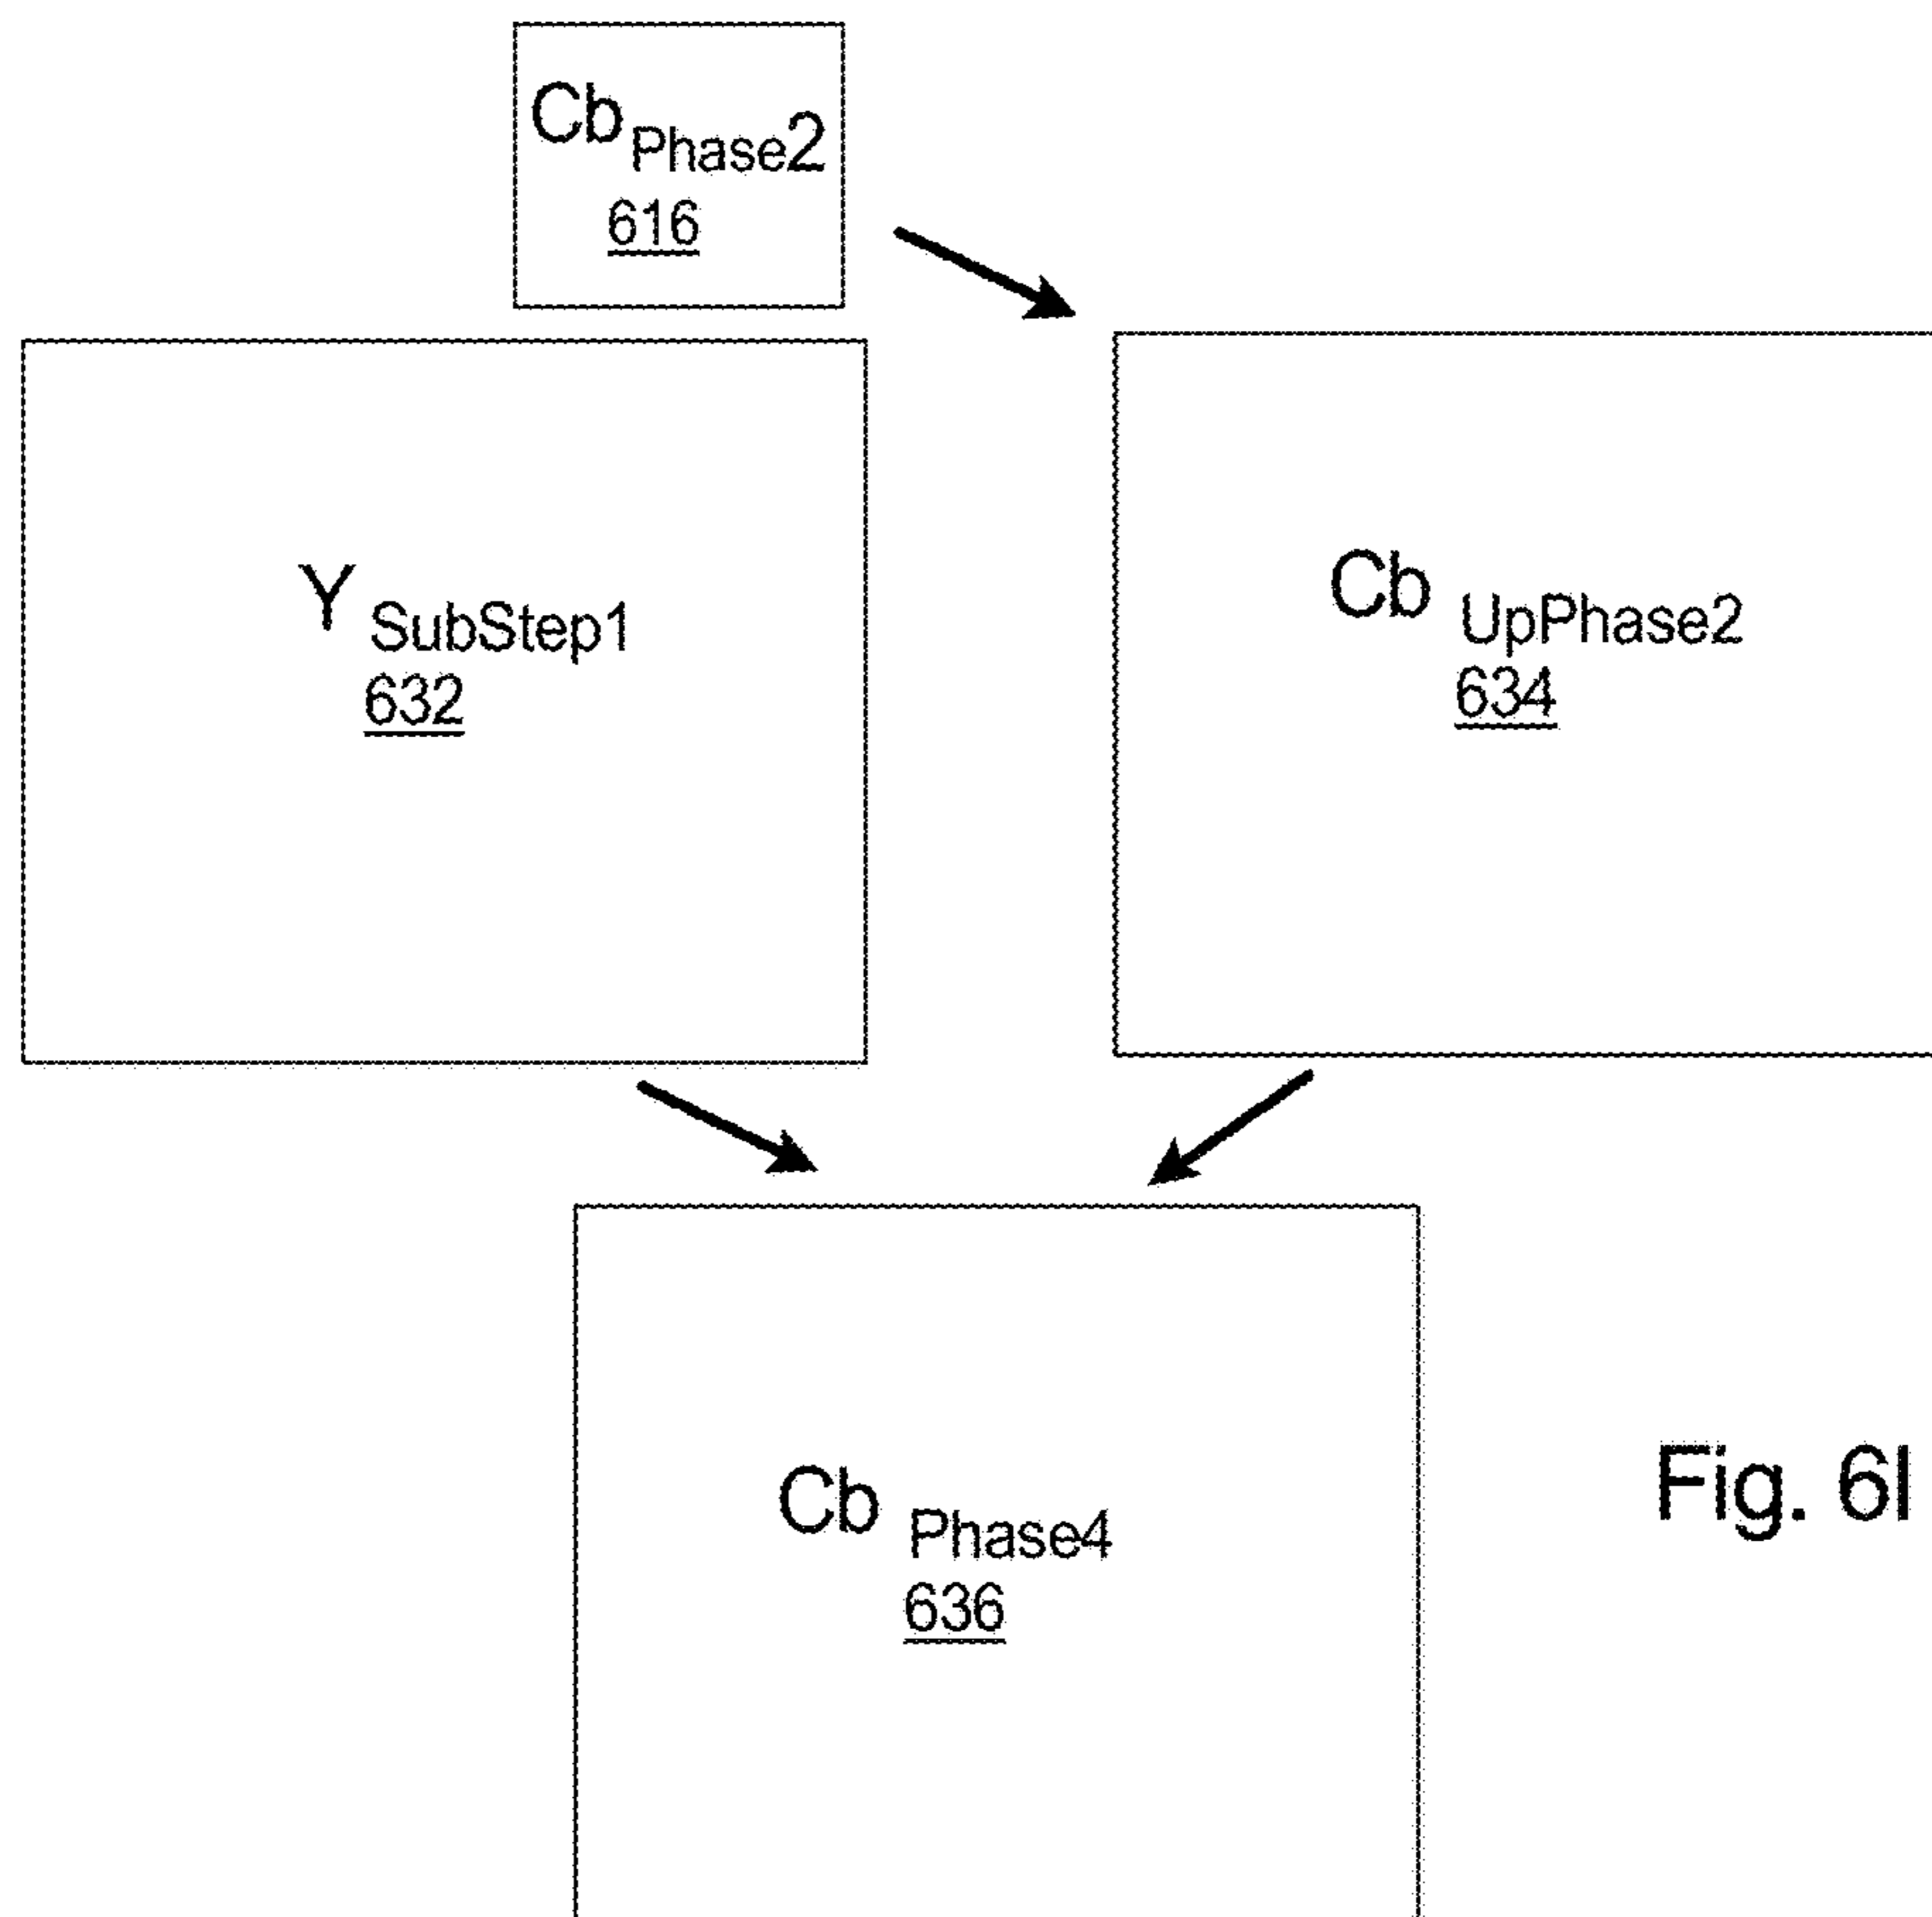 Cb Phase2
616
Y SubStep1
632
Cb UpPhase2
634
Cb Phase4
636
Fig. 6I